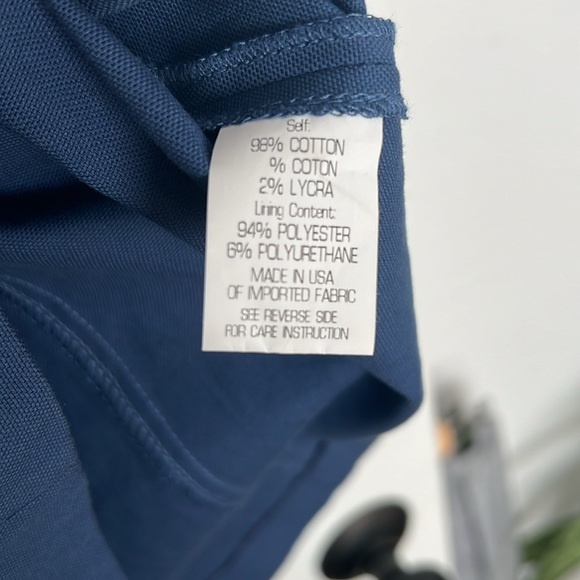 Self:
98% COTTON
% COTON
2% LYCRA
Lining Content:
94% POLYESTER
6% POLYURETHANE
MADE IN USA
OF IMPORTED FABRIC
SEE REVERSE SIDE
FOR CARE INSTRUCTION